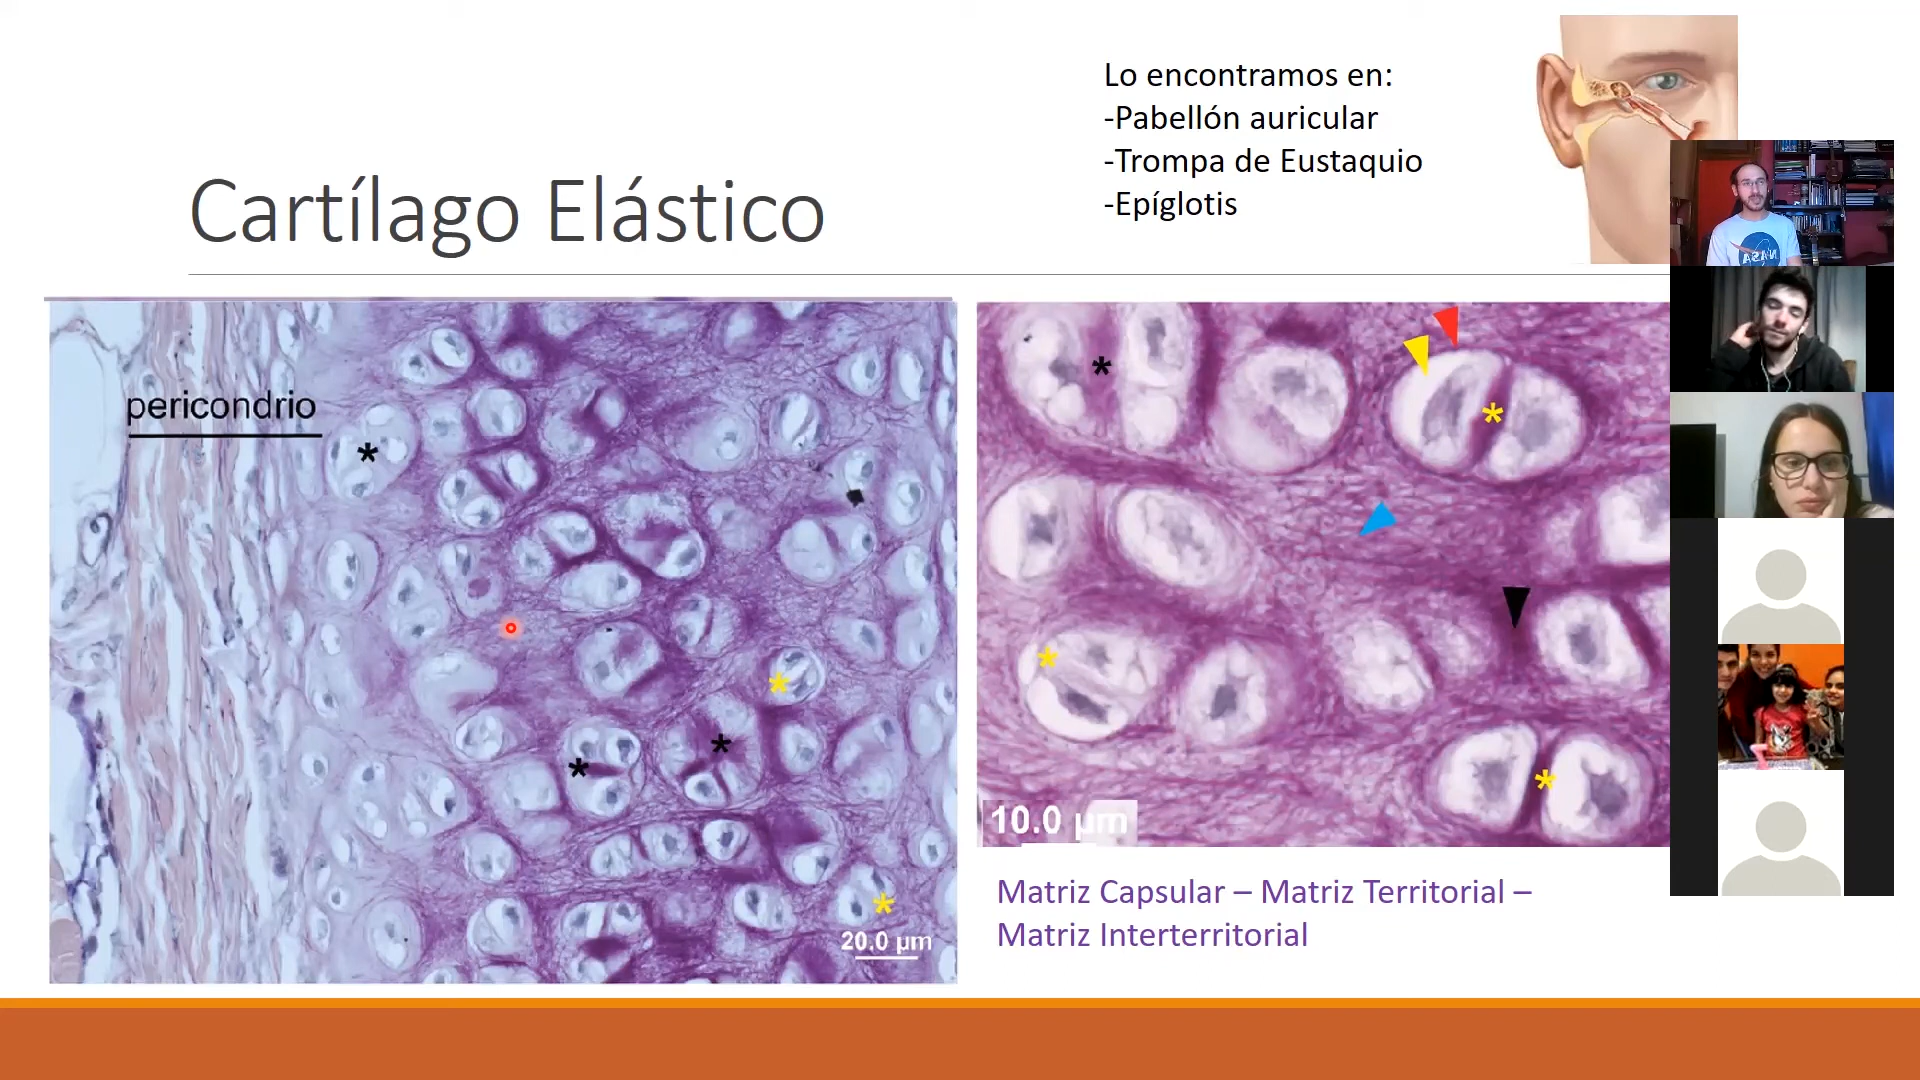 Lo encontramos en:
-Pabellón auricular
-Trompa de Eustaquio
-Epíglotis
Cartílago Elástico
pericondrio
20.0 µm
10.0 µm
Matriz Capsular – Matriz Territorial –
Matriz Interterritorial
NASA